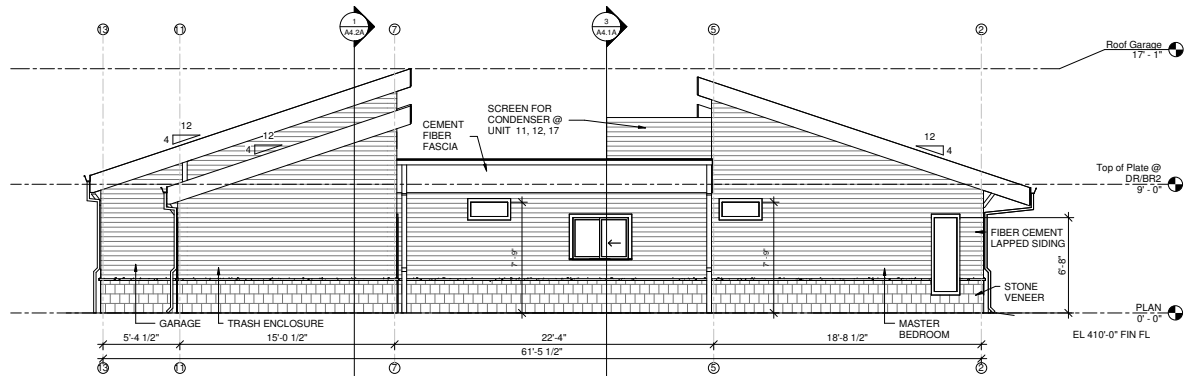 1
A4.2A
3
A4.1A
13
11
7
5
2
Roof Garage
17' - 1"
SCREEN FOR
CONDENSER @
UNIT 11, 12, 17
CEMENT
FIBER
FASCIA
12
4
12
4
12
4
Top of Plate @
DR/BR2
9' - 0"
7' - 9"
7' - 9"
6'-8"
FIBER CEMENT
LAPPED SIDING
STONE
VENEER
GARAGE
TRASH ENCLOSURE
MASTER
BEDROOM
PLAN
0' - 0"
EL 410'-0" FIN FL
5'-4 1/2"
15'-0 1/2"
22'-4"
18'-8 1/2"
61'-5 1/2"
13
11
7
5
2